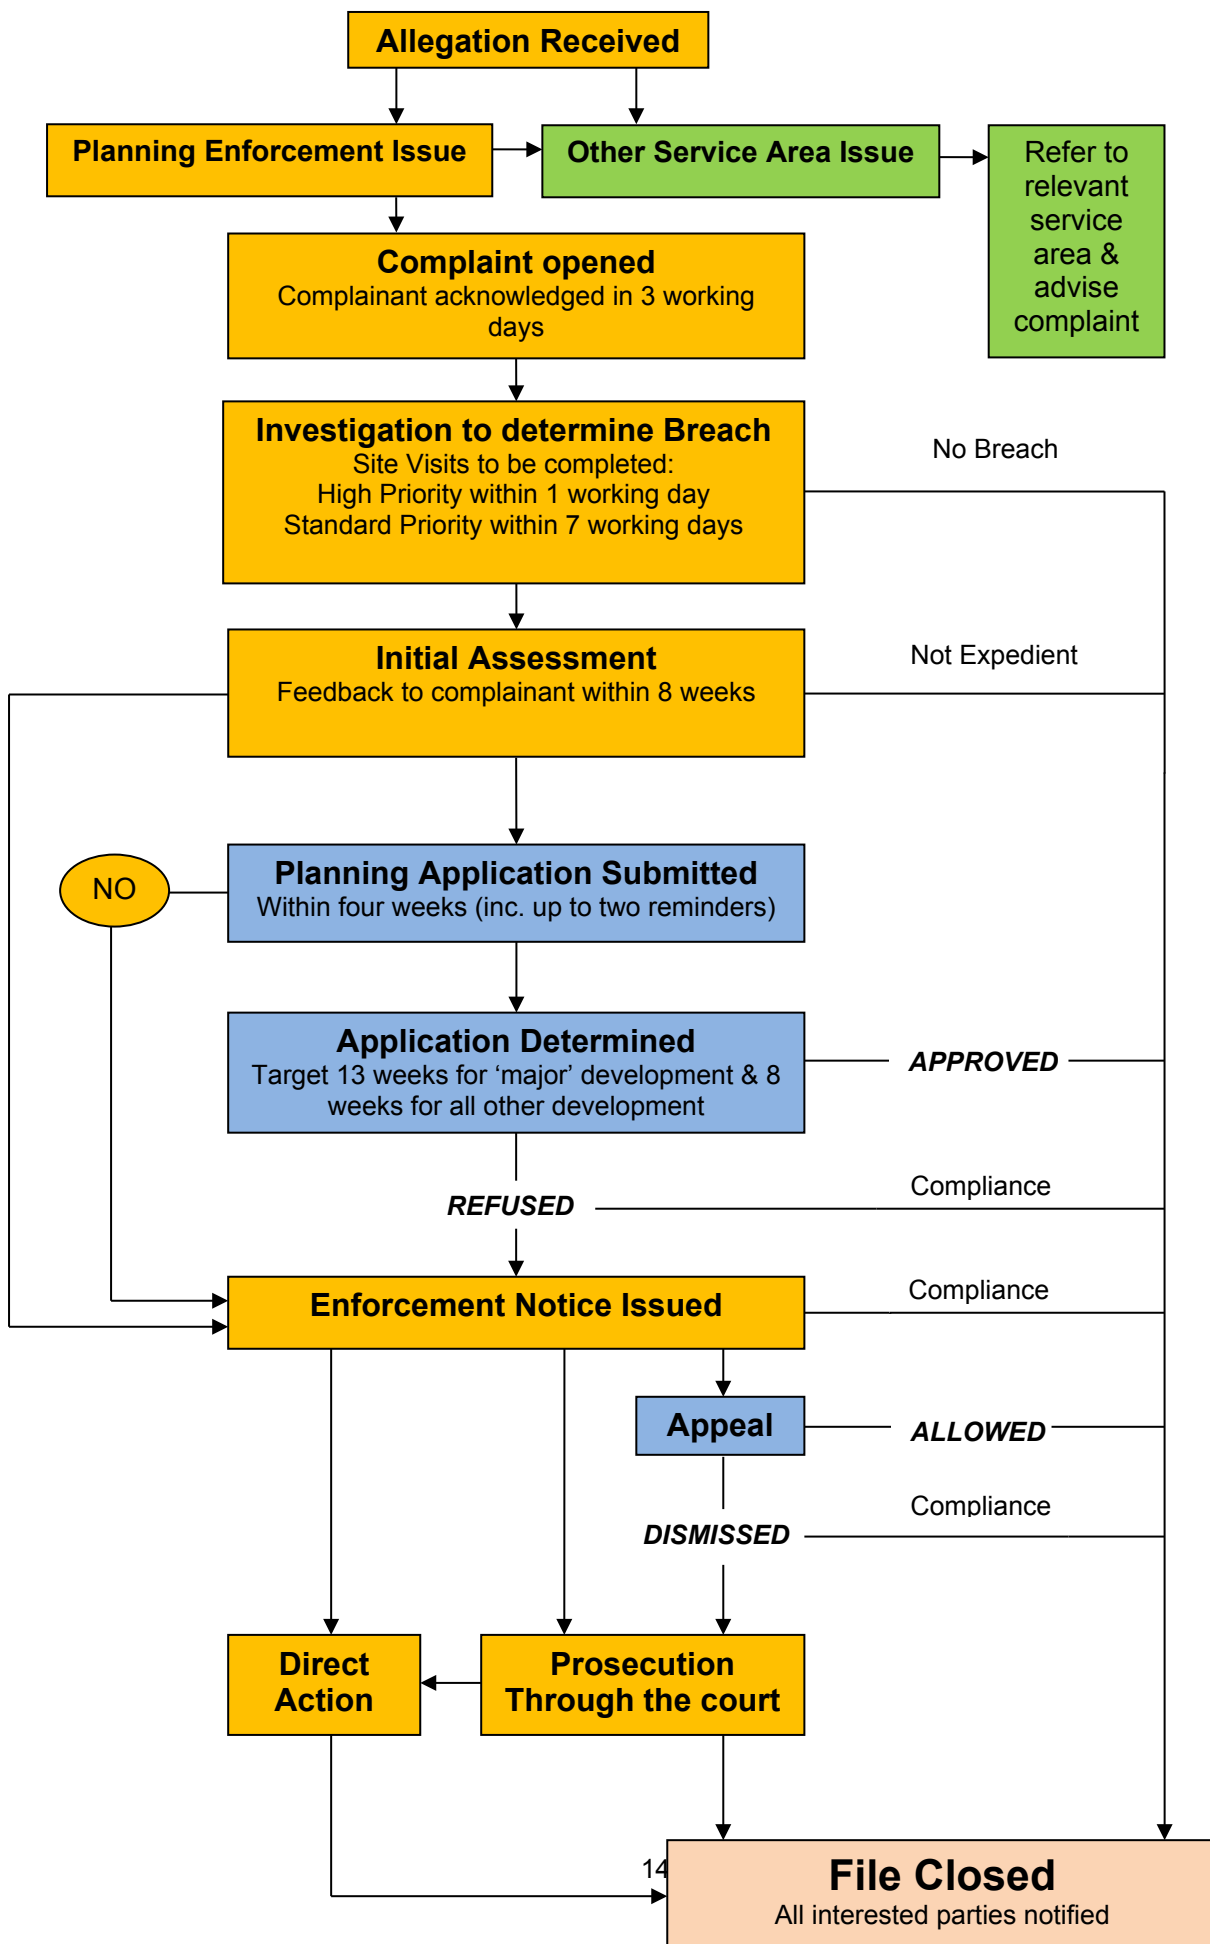 Allegation Received
Planning Enforcement Issue
Other Service Area Issue
Refer to
relevant
service
area &
advise
complaint
Complaint opened
Complainant acknowledged in 3 working
days
Investigation to determine Breach
Site Visits to be completed:
High Priority within 1 working day
Standard Priority within 7 working days
No Breach
Initial Assessment
Feedback to complainant within 8 weeks
Not Expedient
NO
Planning Application Submitted
Within four weeks (inc. up to two reminders)
Application Determined
Target 13 weeks for ‘major’ development & 8
weeks for all other development
APPROVED
REFUSED
Compliance
Enforcement Notice Issued
Compliance
Appeal
ALLOWED
Compliance
DISMISSED
Direct
Action
Prosecution
Through the court
14
File Closed
All interested parties notified